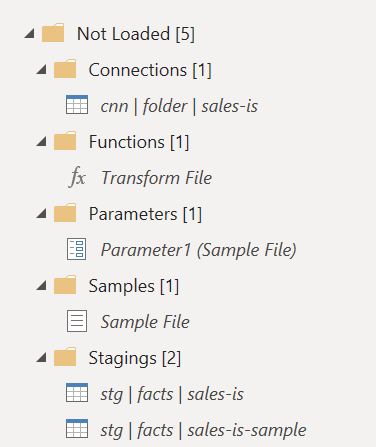 Not Loaded [5]
Connections [1]
cnn | folder | sales-is
Functions [1]
fx Transform File
Parameters [1]
Parameter1 (Sample File)
Samples [1]
Sample File
Stagings [2]
stg | facts | sales-is
stg | facts | sales-is-sample